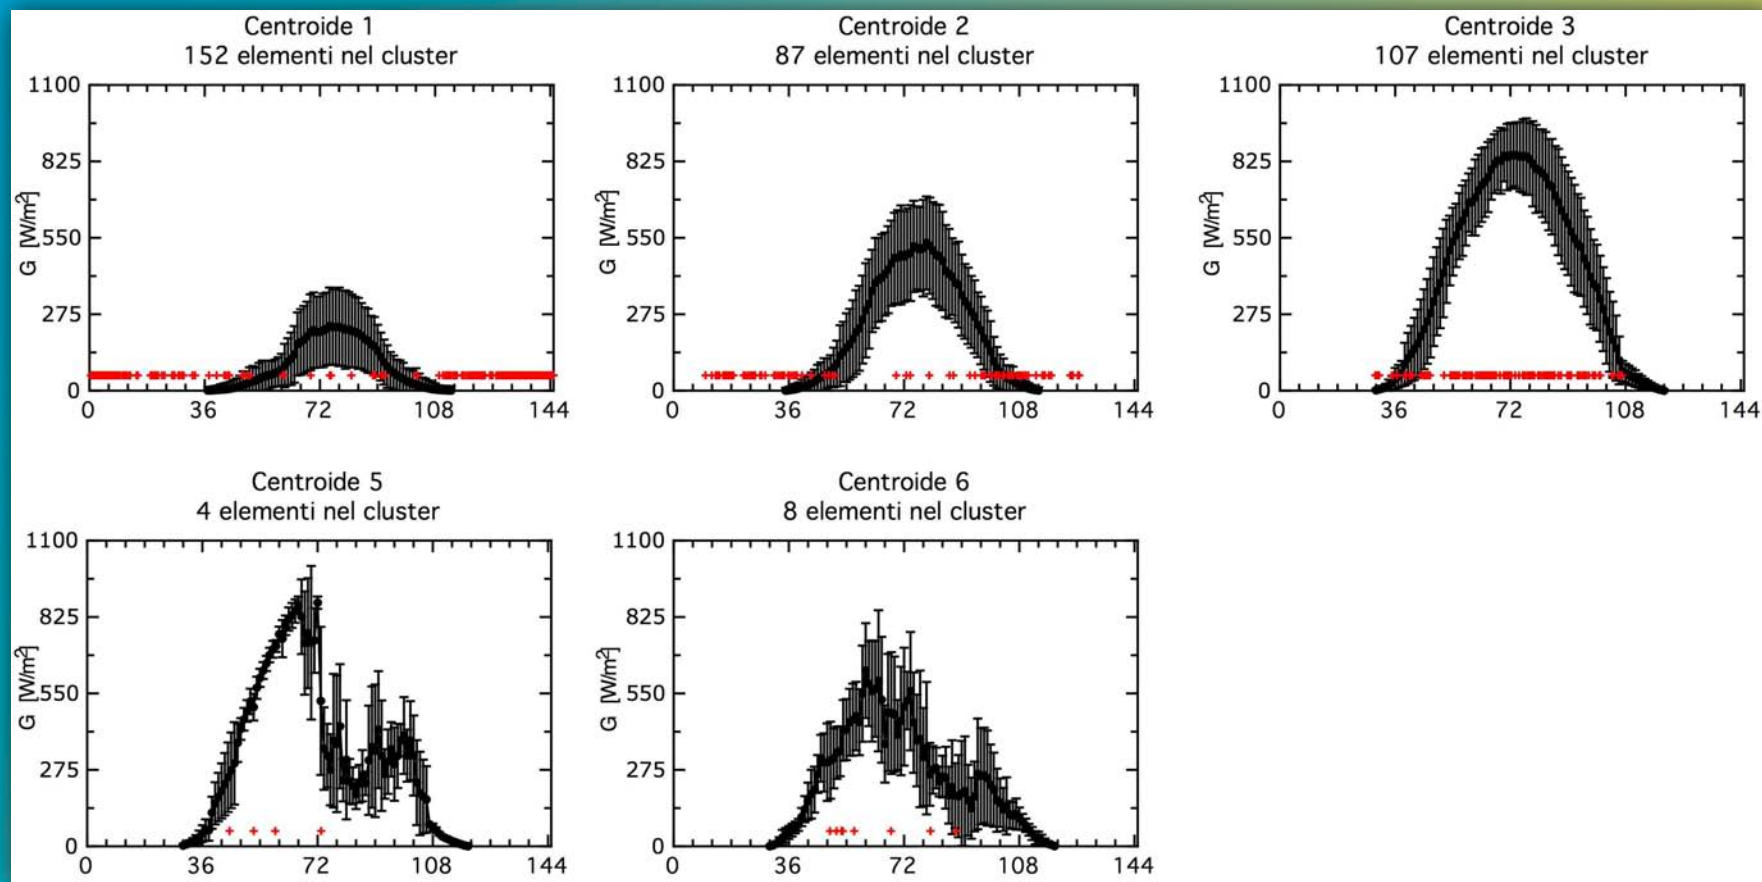 Centroide 1
152 elementi nel cluster
1100
825
550
275
0
G [W/m²]
0 36 72 108 144
Centroide 2
87 elementi nel cluster
1100
825
550
275
0
G [W/m²]
0 36 72 108 144
Centroide 3
107 elementi nel cluster
1100
825
550
275
0
G [W/m²]
0 36 72 108 144
Centroide 5
4 elementi nel cluster
1100
825
550
275
0
G [W/m²]
0 36 72 108 144
Centroide 6
8 elementi nel cluster
1100
825
550
275
0
G [W/m²]
0 36 72 108 144